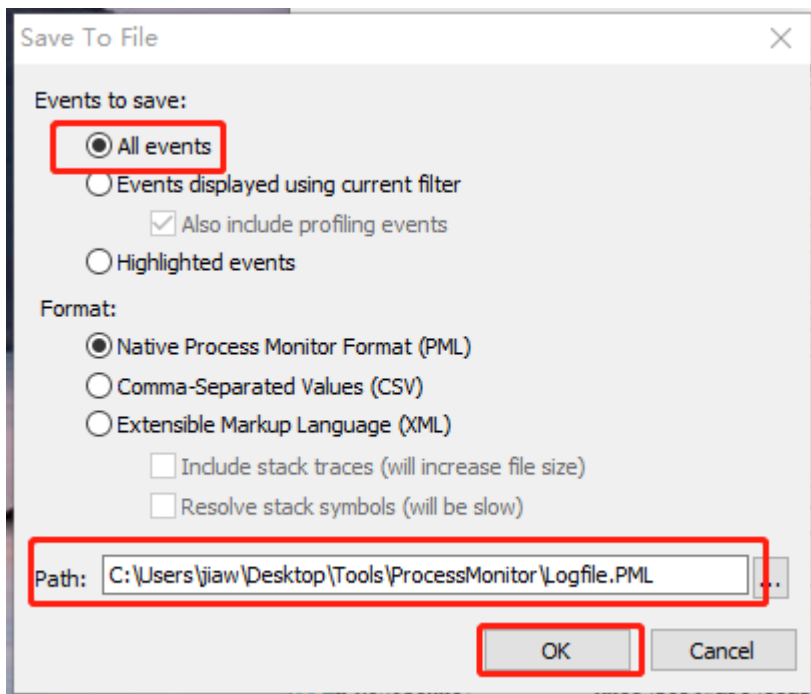 Save To File
Events to save:
All events
Events displayed using current filter
Also include profiling events
Highlighted events
Format:
Native Process Monitor Format (PML)
Comma-Separated Values (CSV)
Extensible Markup Language (XML)
Include stack traces (will increase file size)
Resolve stack symbols (will be slow)
Path: C:\Users\jiaw\Desktop\Tools\ProcessMonitor\Logfile.PML ...
OK Cancel